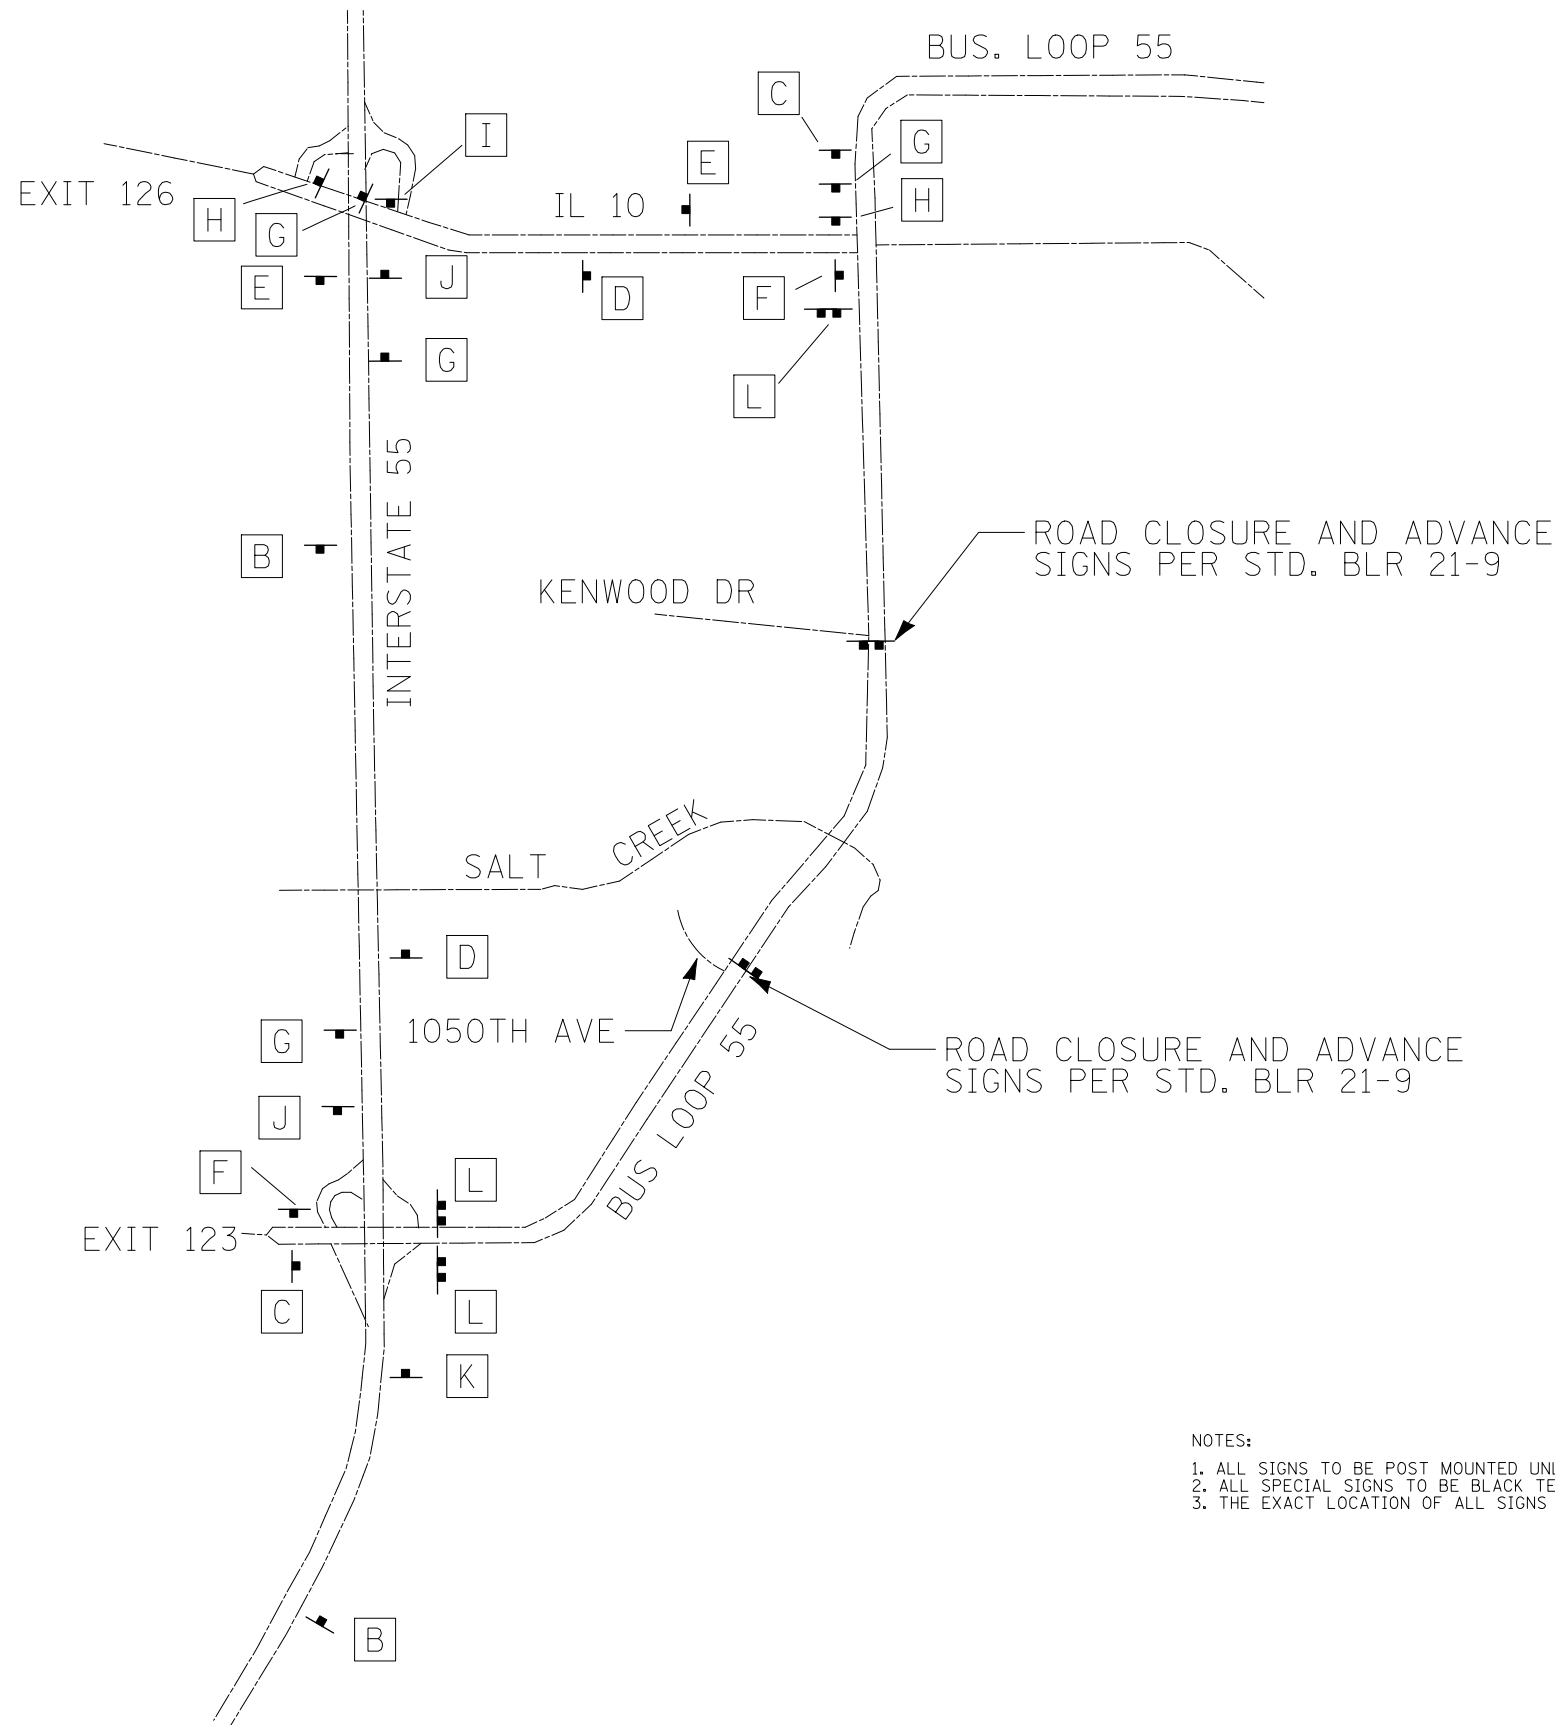 BUS. LOOP 55
C
I
G
E
EXIT 126
H
H
G
IL 10
E
J
D
F
G
L
INTERSTATE 55
B
ROAD CLOSURE AND ADVANCE
SIGNS PER STD. BLR 21-9
KENWOOD DR
SALT CREEK
D
G
1050TH AVE
ROAD CLOSURE AND ADVANCE
SIGNS PER STD. BLR 21-9
BUS LOOP 55
J
F
L
EXIT 123
C
L
K
NOTES:
1. ALL SIGNS TO BE POST MOUNTED
2. ALL SPECIAL SIGNS TO BE BLACK
3. THE EXACT LOCATION OF ALL SIGNS
B